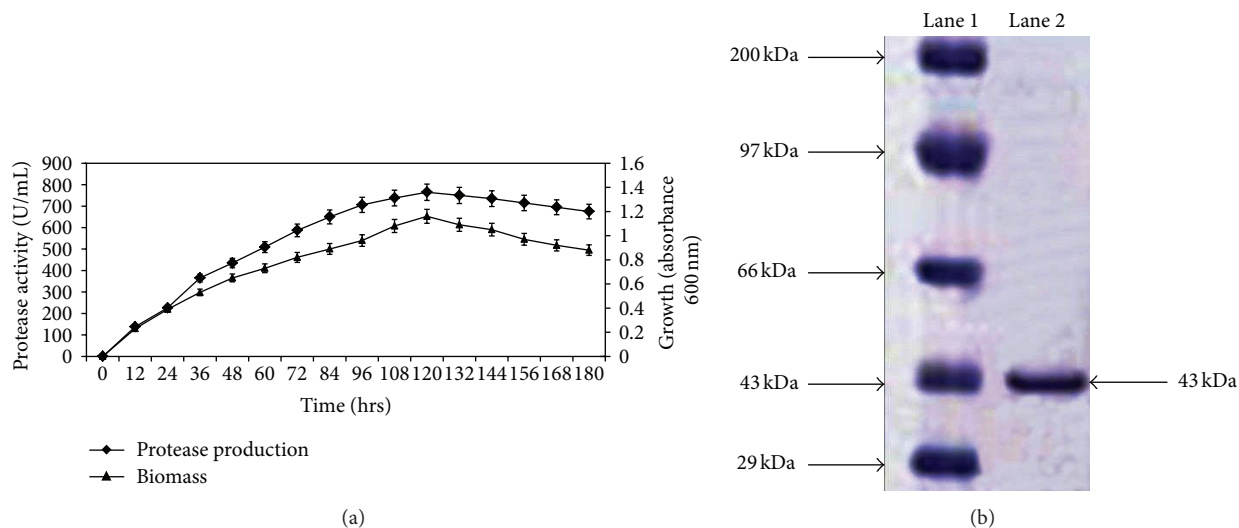 Protease activity (U/mL)
900
800
700
600
500
400
300
200
100
0
1.6
1.4
1.2
1
0.8
0.6
0.4
0.2
0
Growth (absorbance
600 nm)
0 12 24 36 48 60 72 84 96 108 120 132 144 156 168 180
Time (hrs)
Protease production
Biomass
(a)
Lane 1 Lane 2
200 kDa
97 kDa
66 kDa
43 kDa
43 kDa
29 kDa
(b)